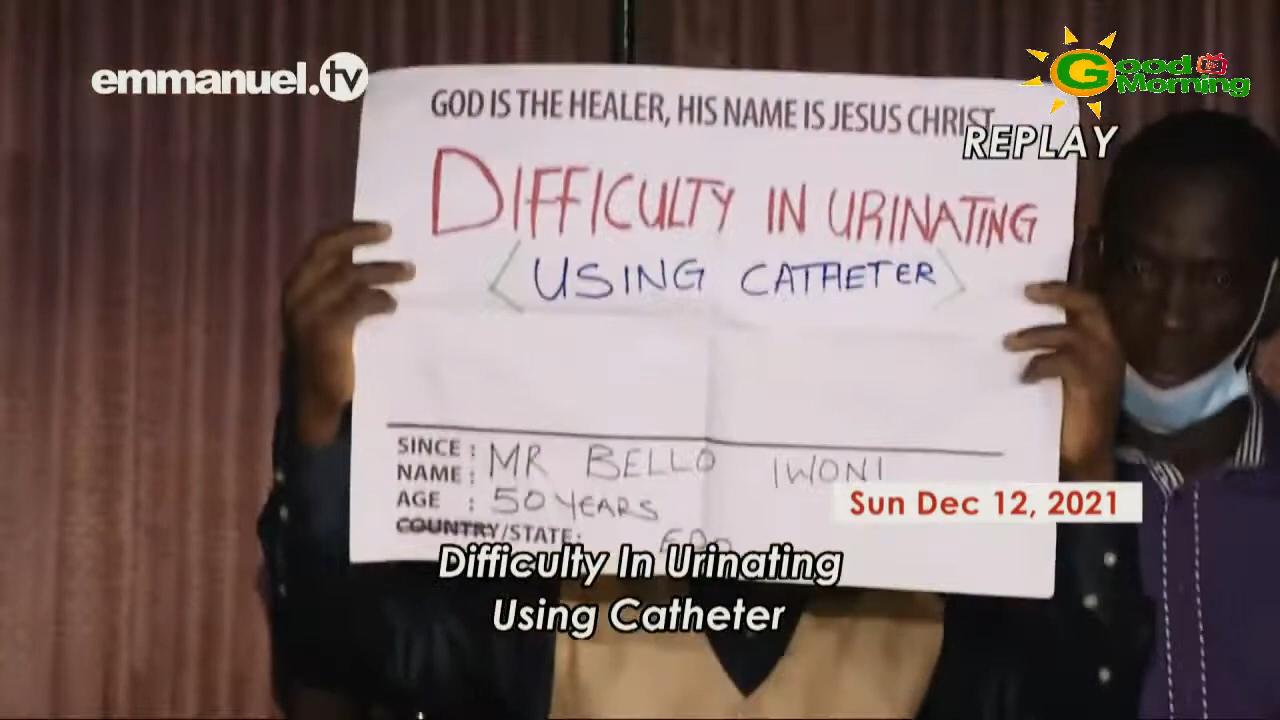 emmanuel.tv
Good Morning
GOD IS THE HEALER, HIS NAME IS JESUS CHRIST
REPLAY
DIFFICULTY IN URINATING
<USING CATHETER>
SINCE :
NAME : MR BELLO IWONI
AGE : 50 YEARS
Sun Dec 12, 2021
COUNTRY/STATE: EDO
Difficulty In Urinating
Using Catheter